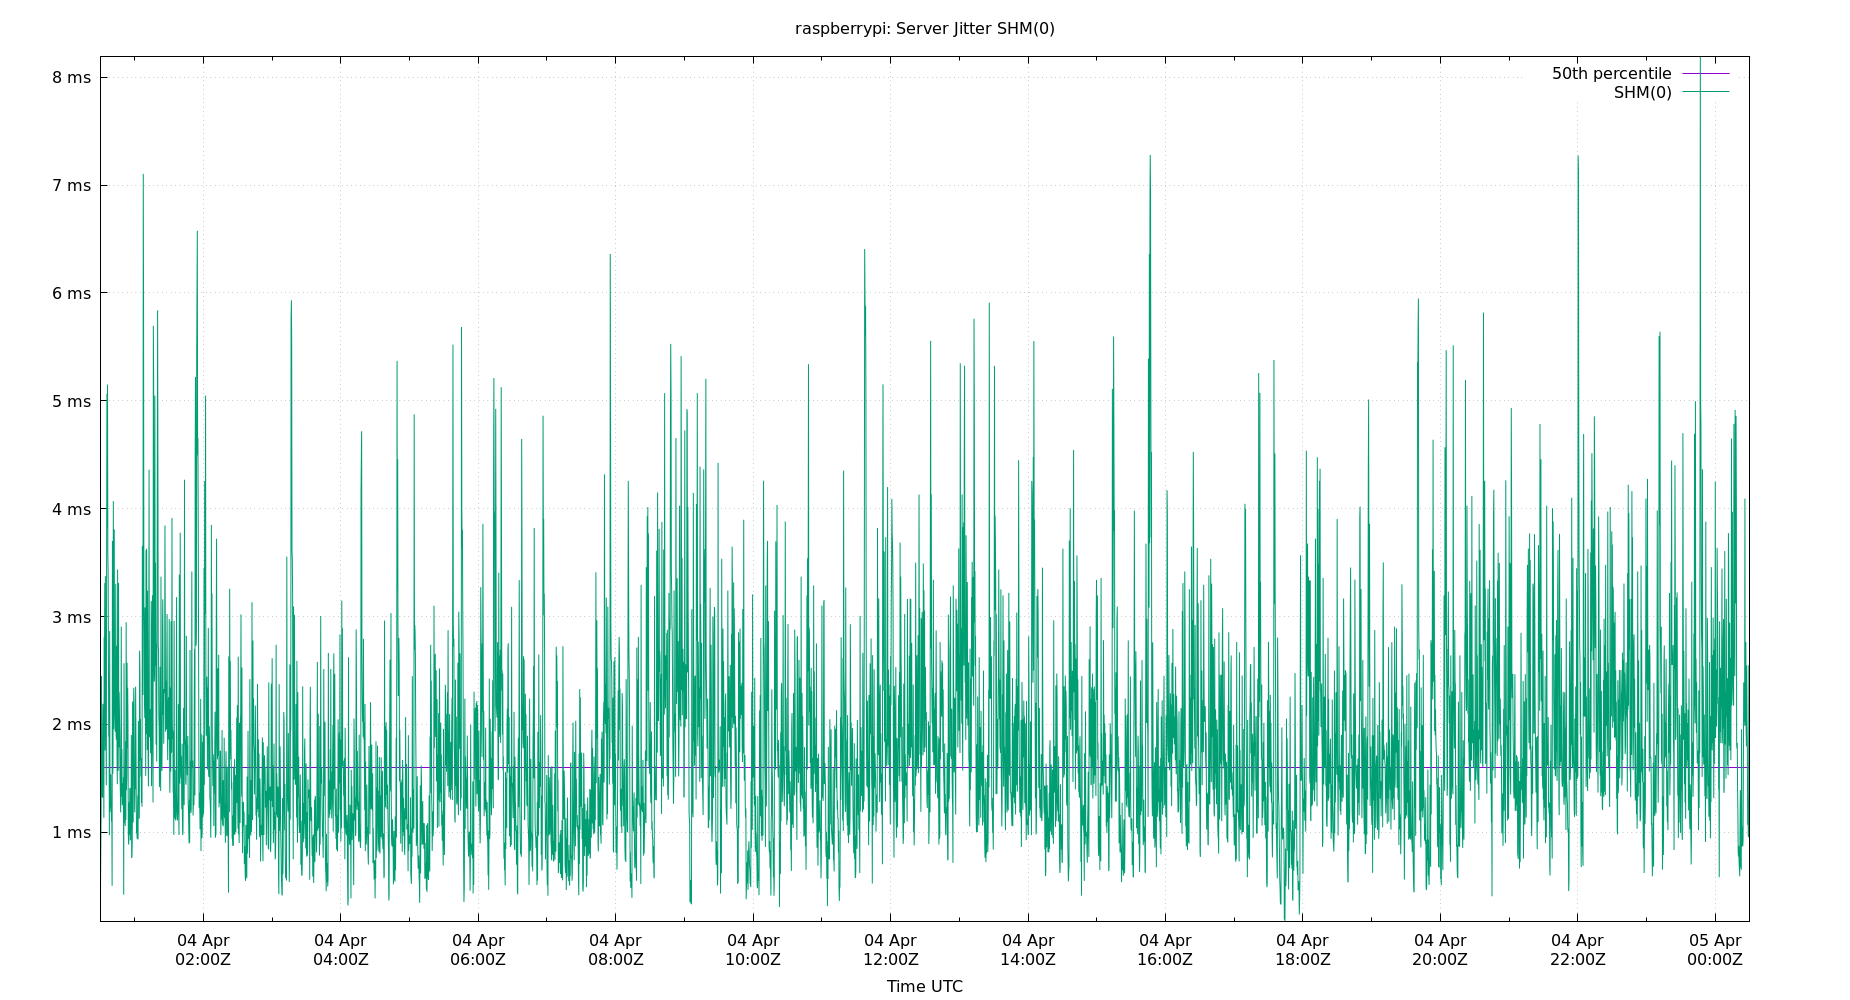 raspberrypi: Server Jitter SHM(0)
50th percentile
SHM(0)
8 ms
7 ms
6 ms
5 ms
4 ms
3 ms
2 ms
1 ms
04 Apr 04 Apr 04 Apr 04 Apr 04 Apr 04 Apr 04 Apr 04 Apr 04 Apr 04 Apr 04 Apr 05 Apr
02:00Z 04:00Z 06:00Z 08:00Z 10:00Z 12:00Z 14:00Z 16:00Z 18:00Z 20:00Z 22:00Z 00:00Z
Time UTC